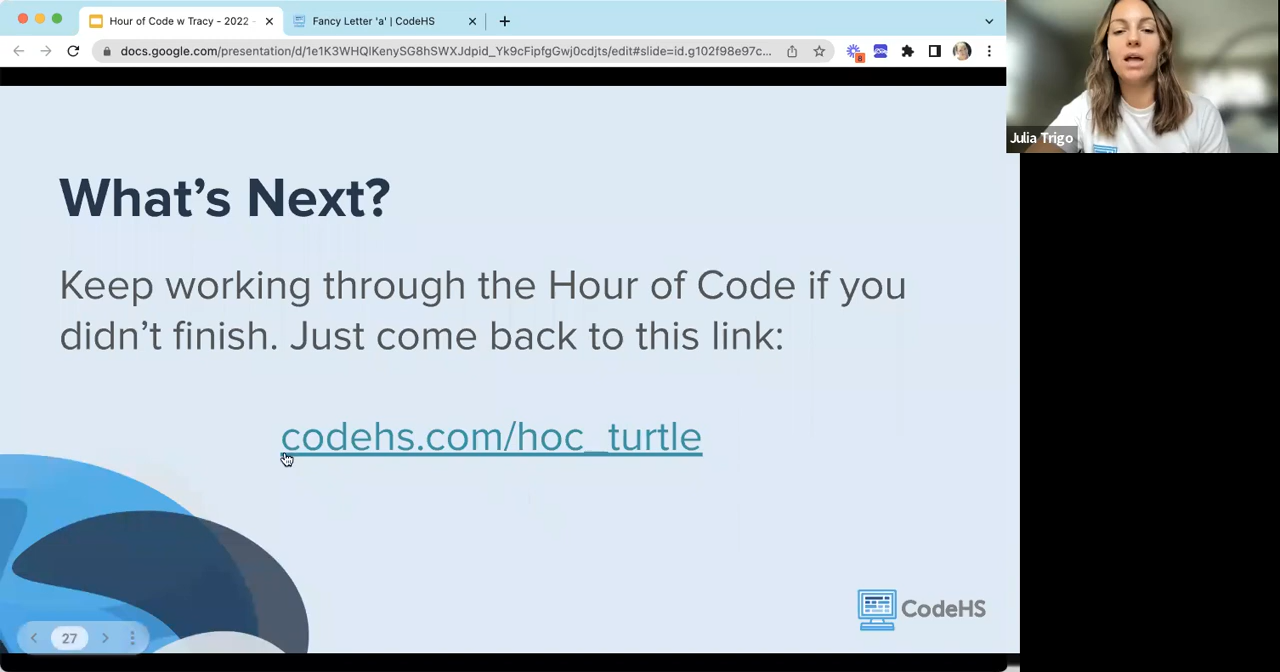 Hour of Code w Tracy - 2022 -
Fancy Letter 'a' | CodeHS
docs.google.com/presentation/d/1e1K3WHQlKenySG8hSWXJdpid_Yk9cFipfgGwj0cdjts/edit#slide=id.g102f98e97c...
8
Julia Trigo
What's Next?
Keep working through the Hour of Code if you
didn't finish. Just come back to this link:
codehs.com/hoc_turtle
CodeHS
27